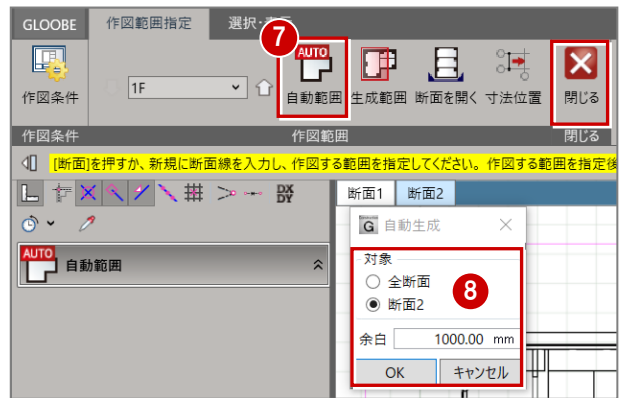 GLOOBE 作図範囲指定 選択･表示
7
AUTO
作図条件 1F 自動範囲 生成範囲 断面を開く 寸法位置 閉じる
作図条件 作図範囲 閉じる
[断面]を押すか、新規に断面線を入力し、作図する範囲を指定してください。作図する範囲を指定後
DX
DY
断面1 断面2
G 自動生成
AUTO
自動範囲
対象
全断面
断面2
8
余白 1000.00 mm
OK キャンセル